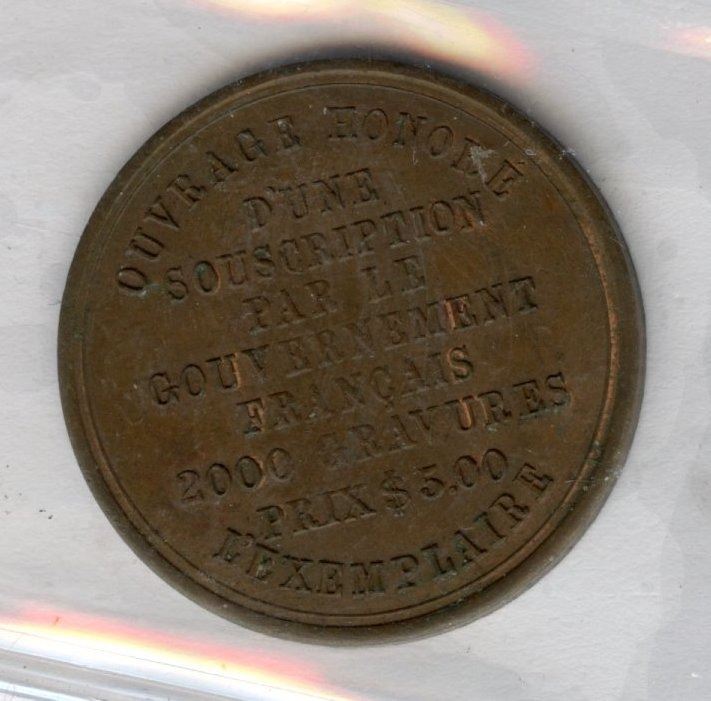 OUVRAGE HONORÉ
D'UNE
SOUSCRIPTION
PAR LE
GOUVERNEMENT
FRANÇAIS
2000 GRAVURES
PRIX $5.00
L'EXEMPLAIRE